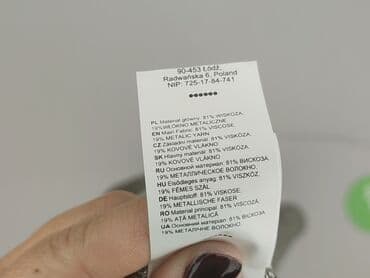 90-453 Łódź,
Radwańska 6, Poland
NIP: 725-17-84-741
●●●●●●
PL Materiał główny: 81% WISKOZA,
19%WŁÓKNO METALICZNE
EN Main Fabric: 81% VISCOSE,
19% METALIC YARN
CZ Základní materiál: 81% VISKÓZA,
19% KOVOVÉ VLÁKNO
SK Hlavný materiál: 81% VISKÓZA,
19% KOVOVÉ VLÁKNO
RU Основной материал: 81% ВИСКОЗА,
19% МЕТАЛЛИЧЕСКОЕ ВОЛОКНО,
HU Elsődleges anyag: 81% VISZKÓZ,
19% FÉMES SZÁL
DE Hauptstoff: 81% VISKOSE,
19% METALLISCHE FASER
RO Material principal: 81% VISCOZĂ,
19% AȚĂ METALICĂ
UA Основний матеріал: 81% ВІСКОЗА,
19% МЕТАЛІЧНЕ ВОЛОКНО,